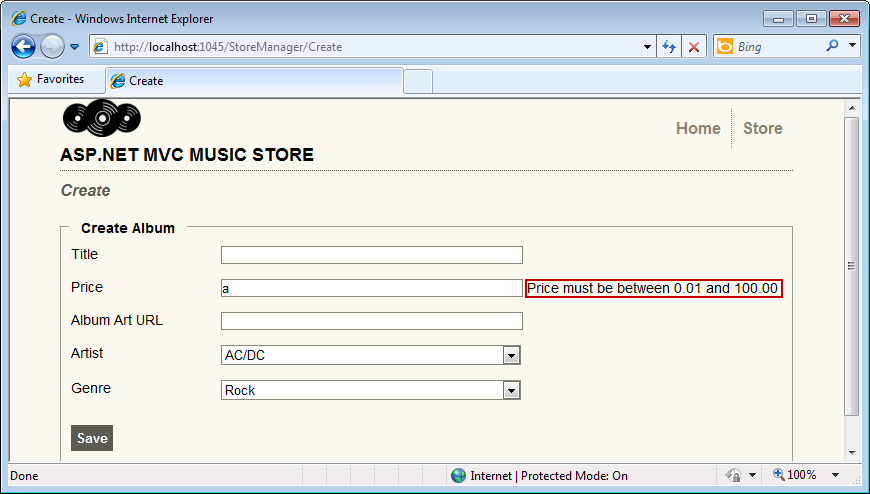 Create - Windows Internet Explorer
http://localhost:1045/StoreManager/Create
Bing
Favorites
Create
Home
Store
ASP.NET MVC MUSIC STORE
Create
Create Album
Title
Price
a
Price must be between 0.01 and 100.00
Album Art URL
Artist
AC/DC
Genre
Rock
Save
Done
Internet | Protected Mode: On
100%